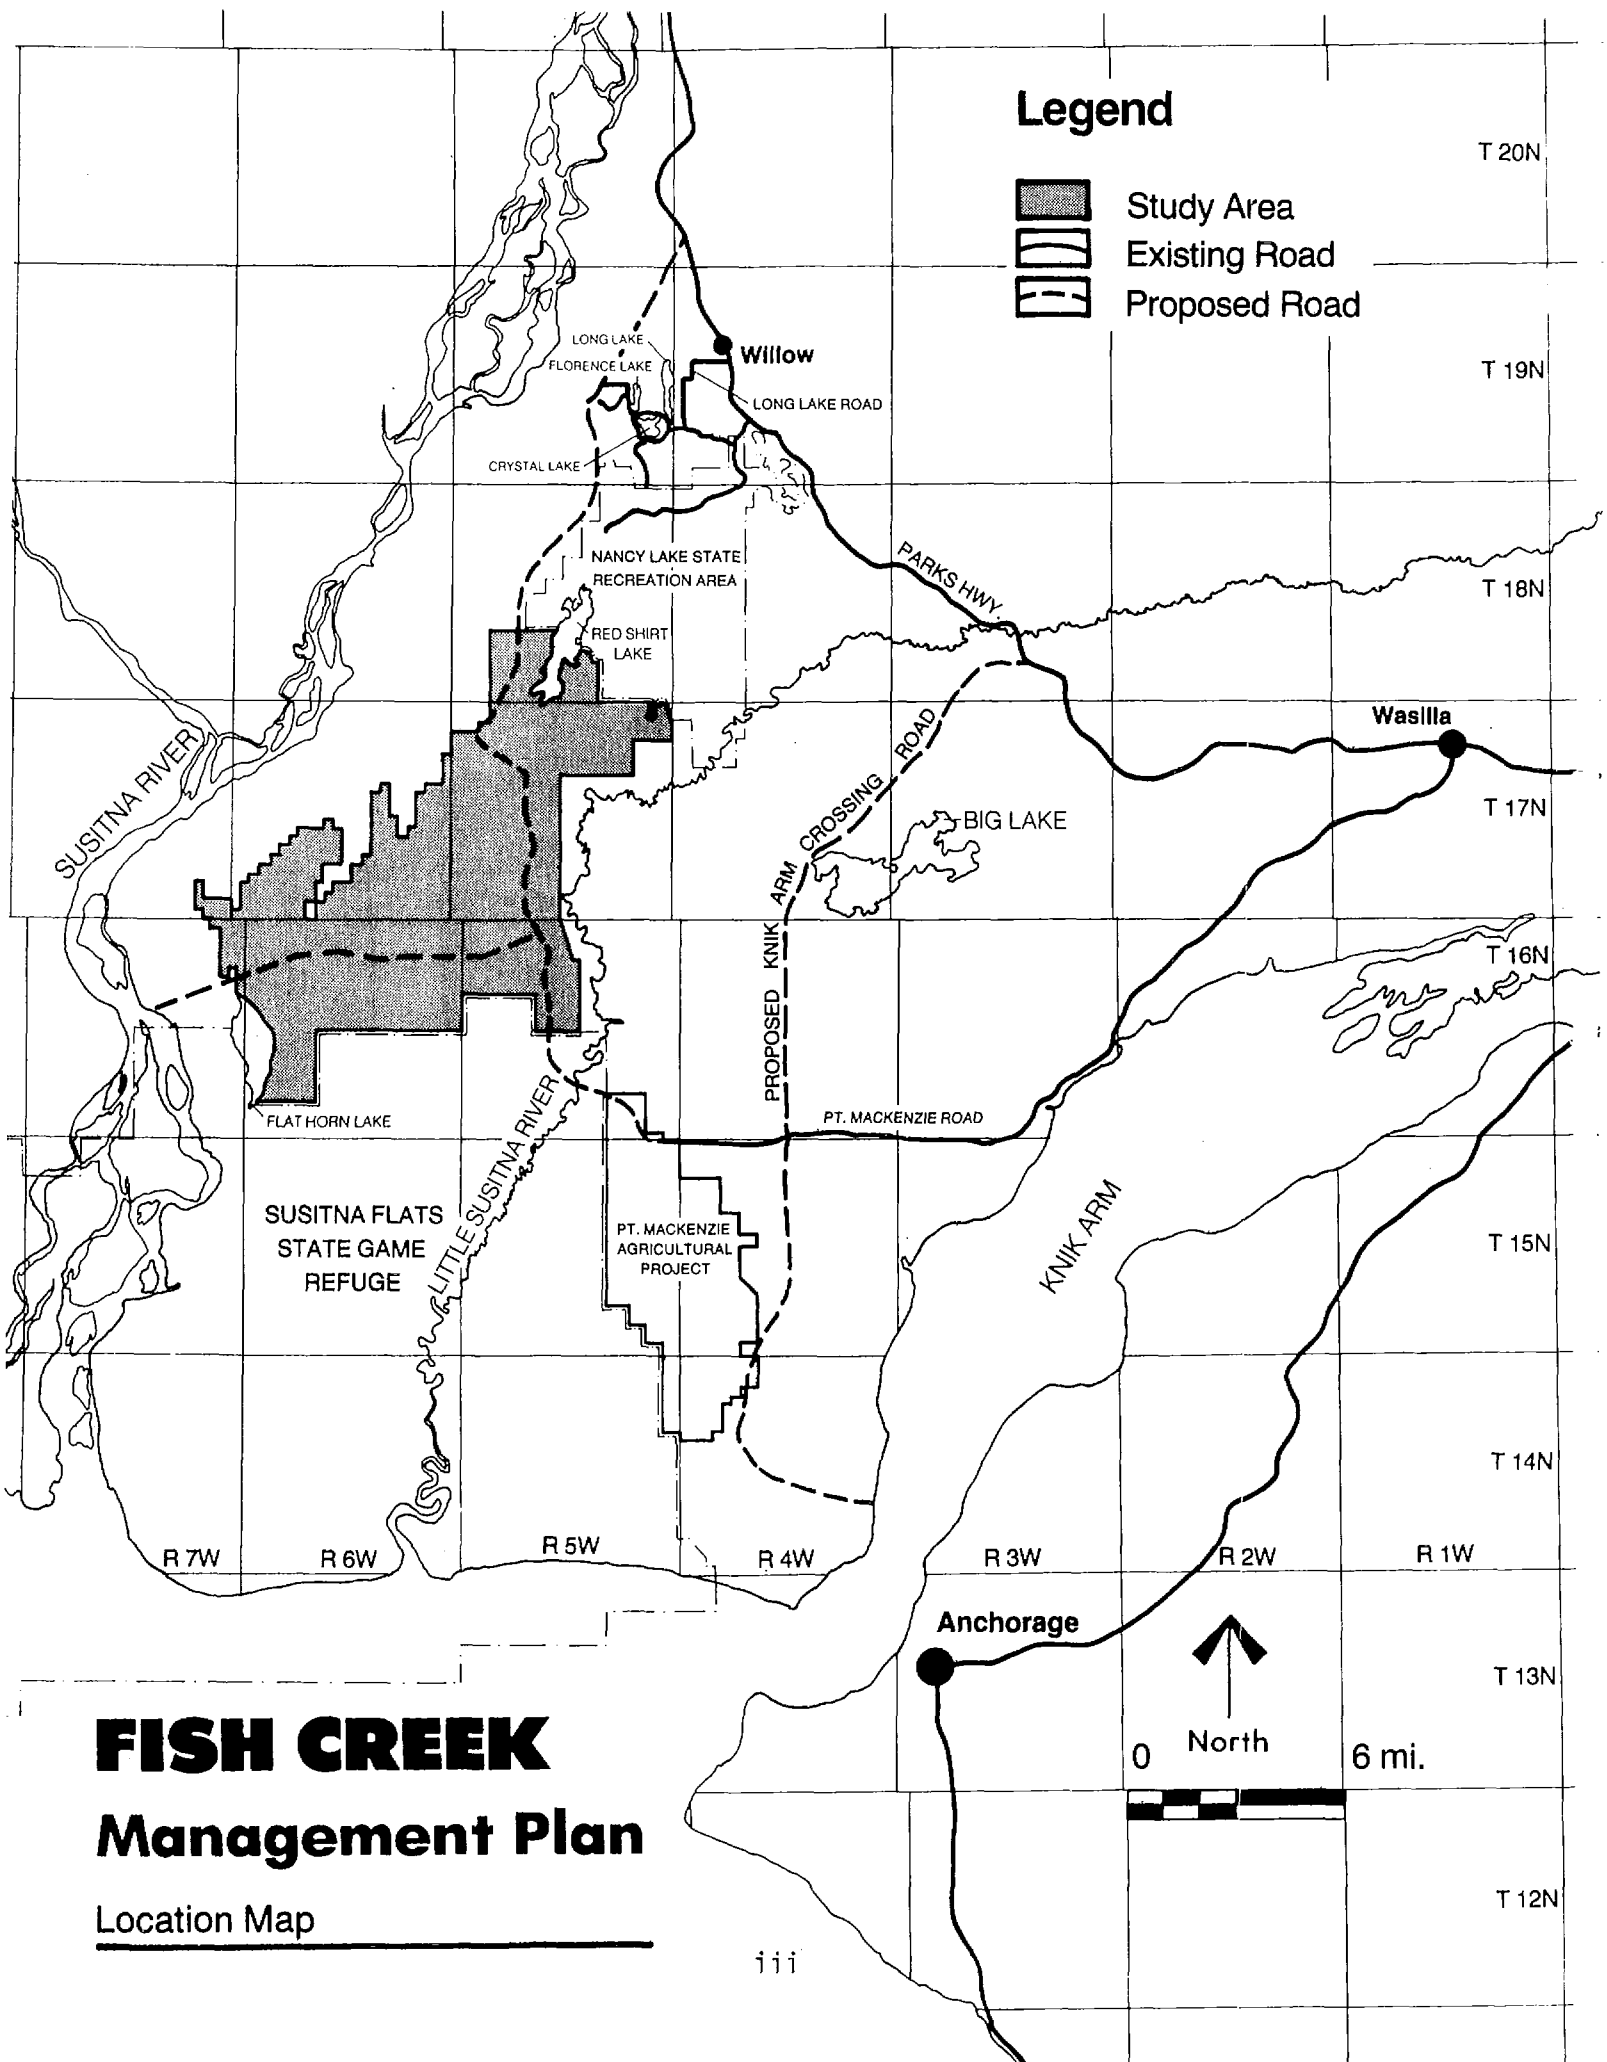 Legend
T 20N
Study Area
Existing Road
Proposed Road
LONG LAKE
Willow
FLORENCE LAKE
T 19N
LONG LAKE ROAD
CRYSTAL LAKE
NANCY LAKE STATE
RECREATION AREA
PARKS HWY.
T 18N
RED SHIRT
LAKE
SUSITNA RIVER
Wasilla
T 17N
BIG LAKE
PROPOSED KNIK ARM CROSSING ROAD
T 16N
FLAT HORN LAKE
PT. MACKENZIE ROAD
LITTLE SUSITNA RIVER
SUSITNA FLATS
STATE GAME
REFUGE
PT. MACKENZIE
AGRICULTURAL
PROJECT
KNIK ARM
T 15N
T 14N
R 7W
R 6W
R 5W
R 4W
R 3W
R 2W
R 1W
Anchorage
T 13N
North
0
6 mi.
FISH CREEK
Management Plan
Location Map
T 12N
iii